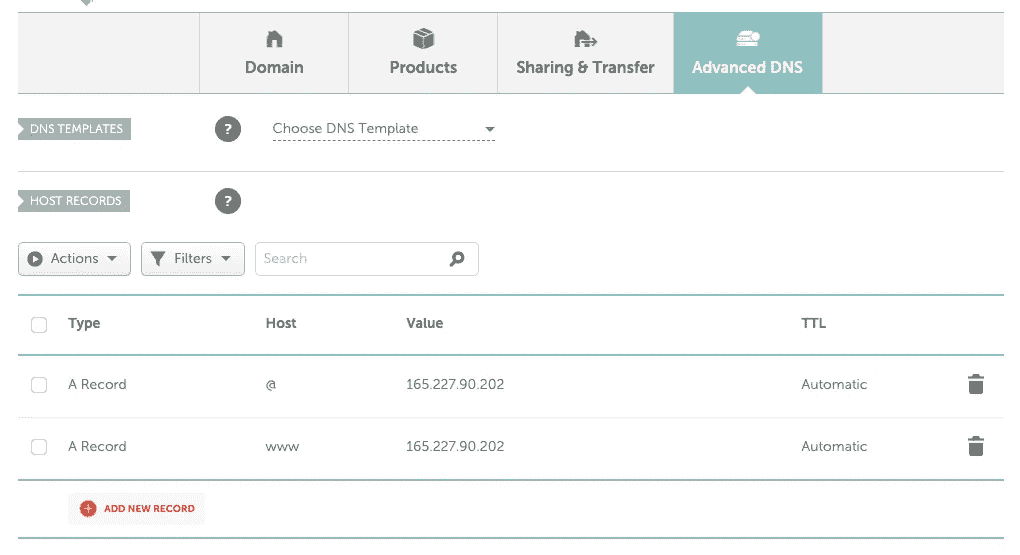 Domain Products Sharing & Transfer Advanced DNS
DNS TEMPLATES ? Choose DNS Template
HOST RECORDS ?
Actions Filters Search
Type Host Value TTL
A Record @ 165.227.90.202 Automatic
A Record www 165.227.90.202 Automatic
ADD NEW RECORD